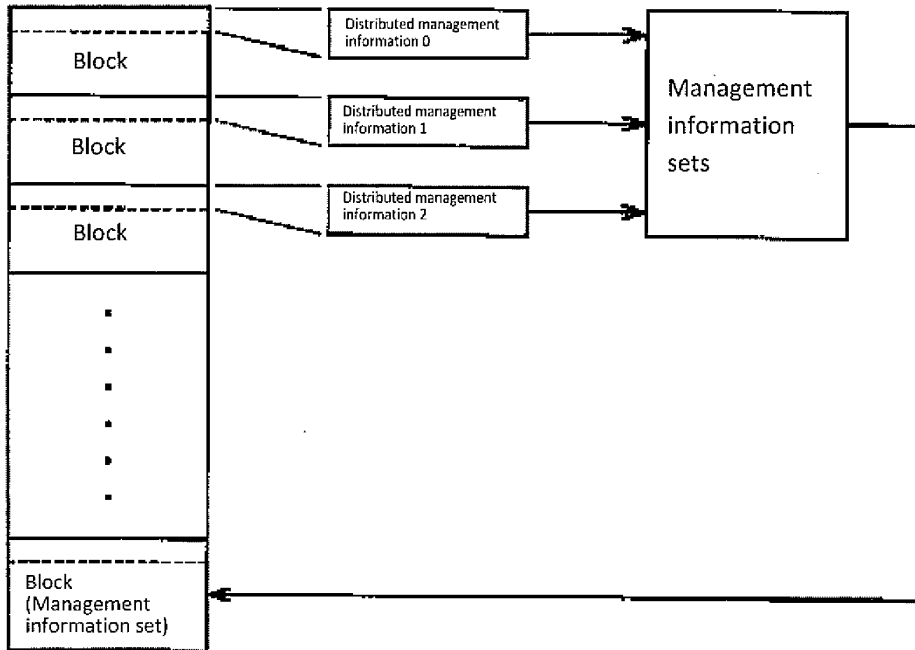 Block
Distributed management
information 0
Block
Distributed management
information 1
Block
Distributed management
information 2
Management
information
sets
Block
(Management
information set)